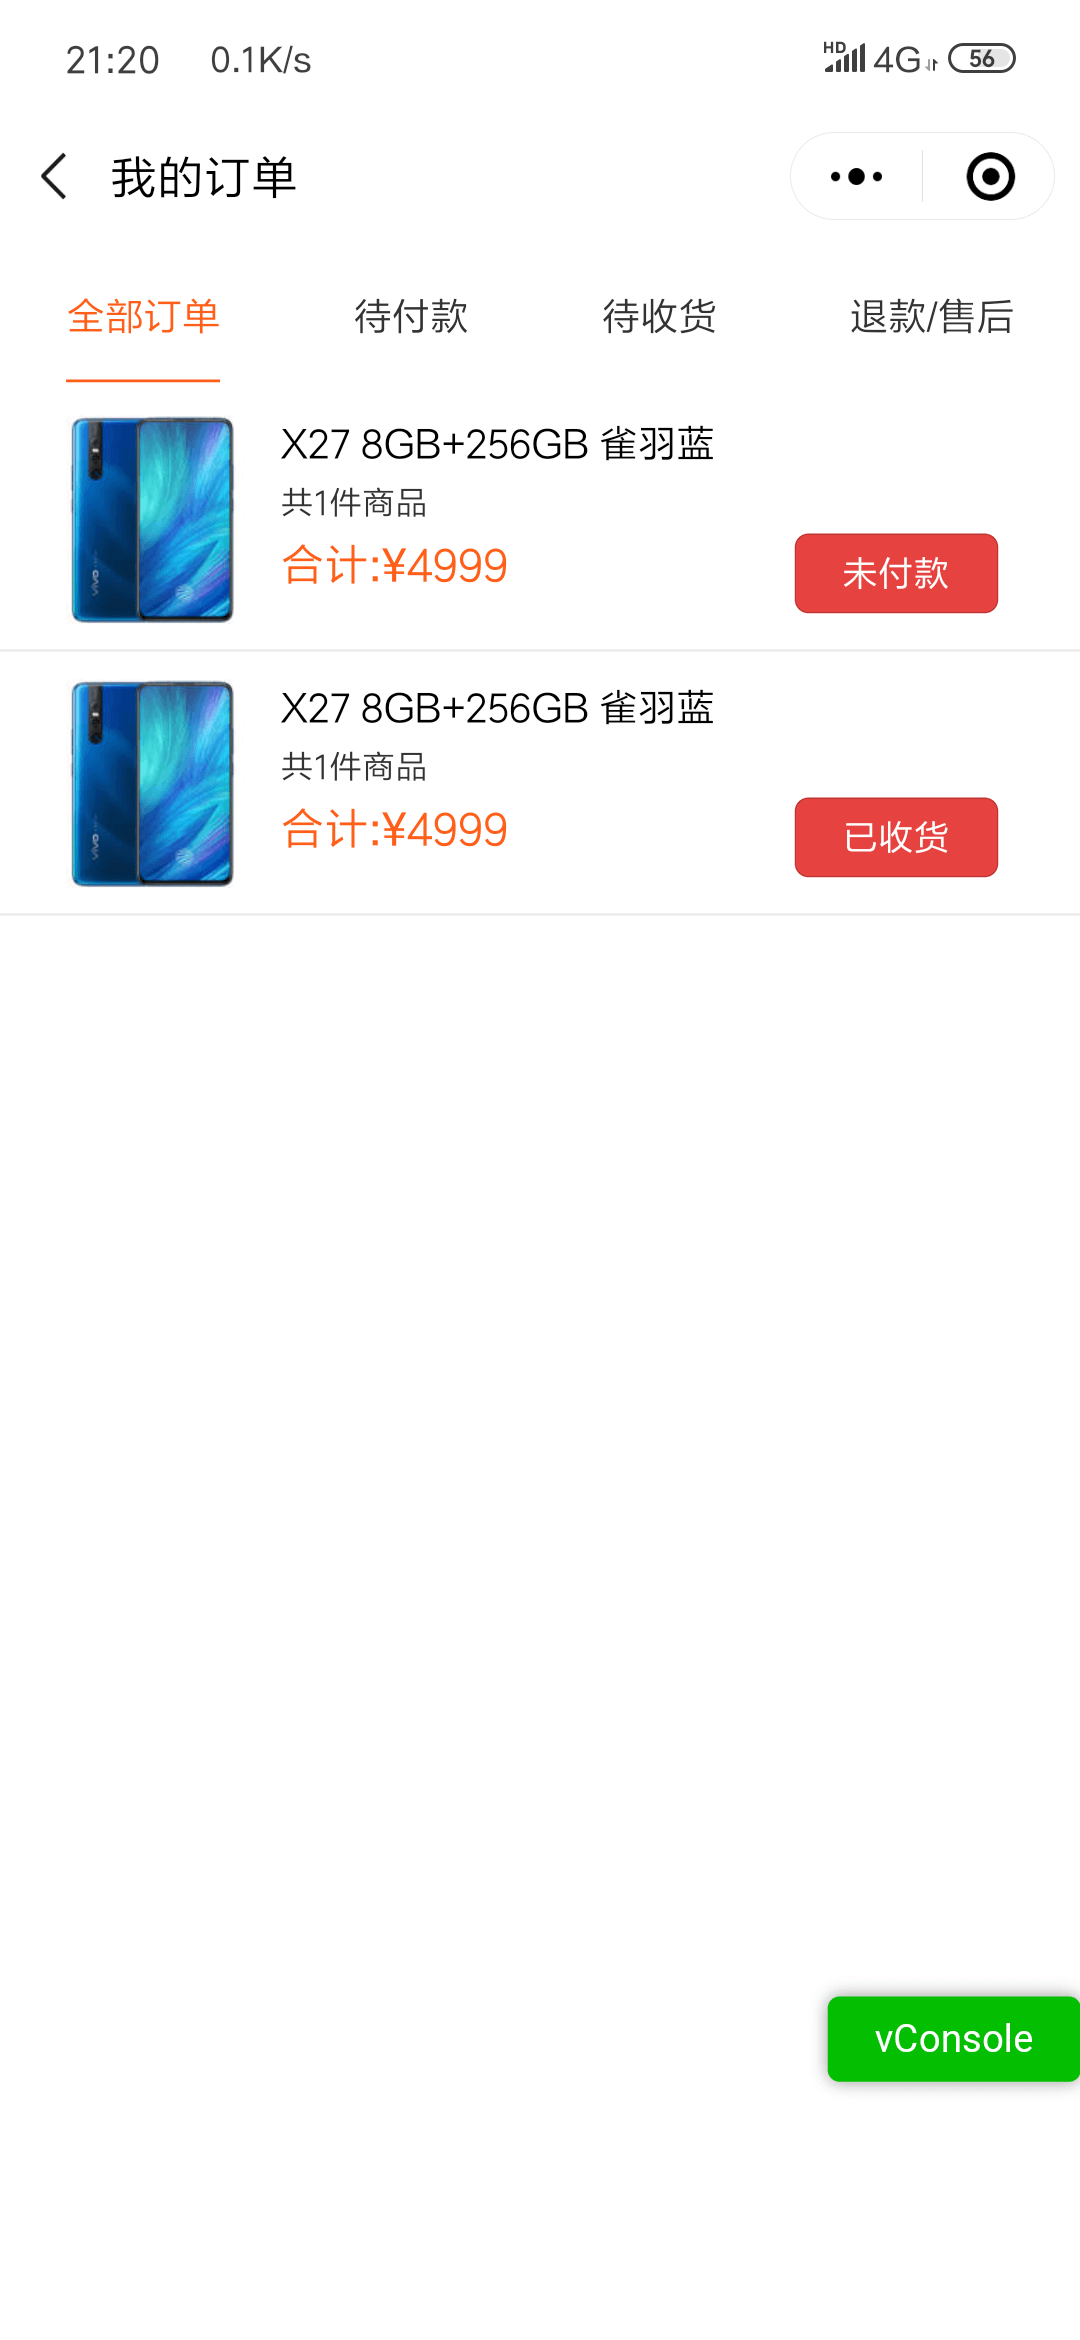 21:20 0.1K/s HD 4G 56
我的订单
全部订单 待付款 待收货 退款/售后
X27 8GB+256GB 雀羽蓝
共1件商品
合计:¥4999
未付款
vivo
X27 8GB+256GB 雀羽蓝
共1件商品
合计:¥4999
已收货
vivo
vConsole